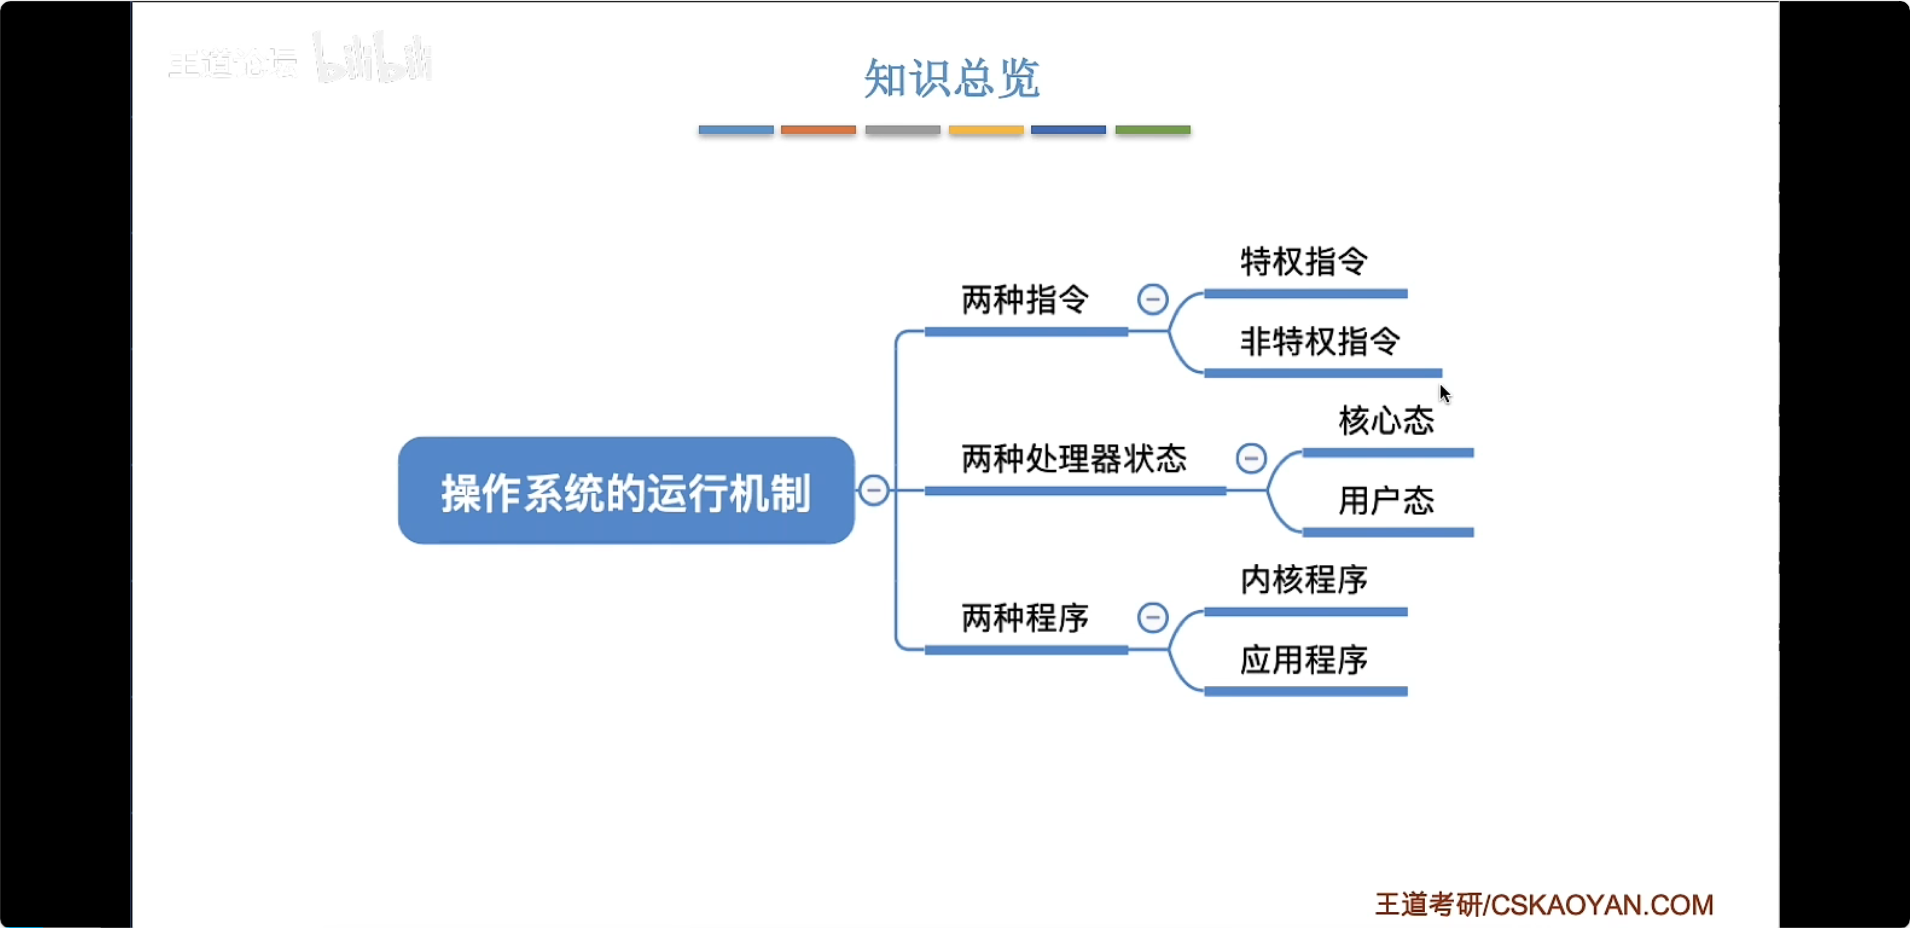 王道论坛 bilibili
知识总览
特权指令
两种指令
非特权指令
核心态
两种处理器状态
操作系统的运行机制
用户态
内核程序
两种程序
应用程序
王道考研/CSKAOYAN.COM